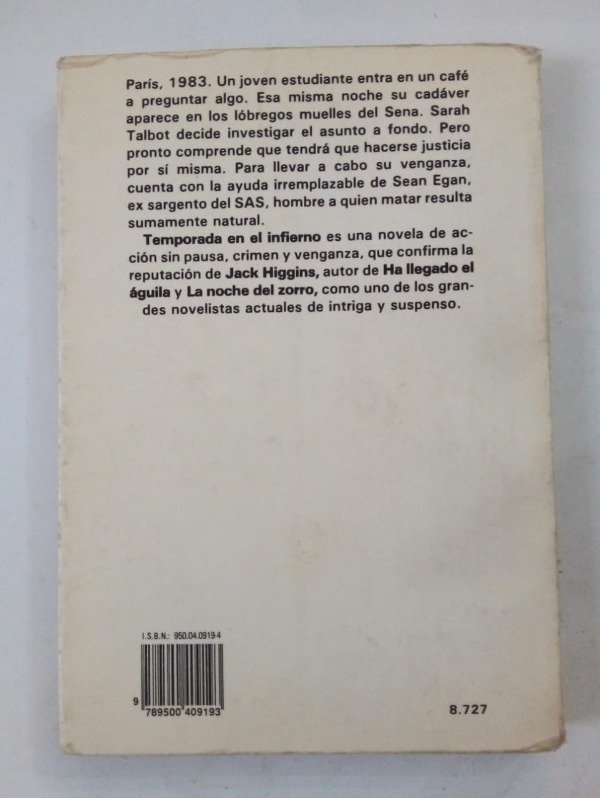 París, 1983. Un joven estudiante entra en un café
a preguntar algo. Esa misma noche su cadáver
aparece en los lóbregos muelles del Sena. Sarah
Talbot decide investigar el asunto a fondo. Pero
pronto comprende que tendrá que hacerse justicia
por sí misma. Para llevar a cabo su venganza,
cuenta con la ayuda irremplazable de Sean Egan,
ex sargento del SAS, hombre a quien matar resulta
sumamente natural.
Temporada en el infierno es una novela de ac-
ción sin pausa, crimen y venganza, que confirma la
reputación de Jack Higgins, autor de Ha llegado el
águila y La noche del zorro, como uno de los gran-
des novelistas actuales de intriga y suspenso.
I.S.B.N.: 950.04.0919-4
9 789500 409193
8.727